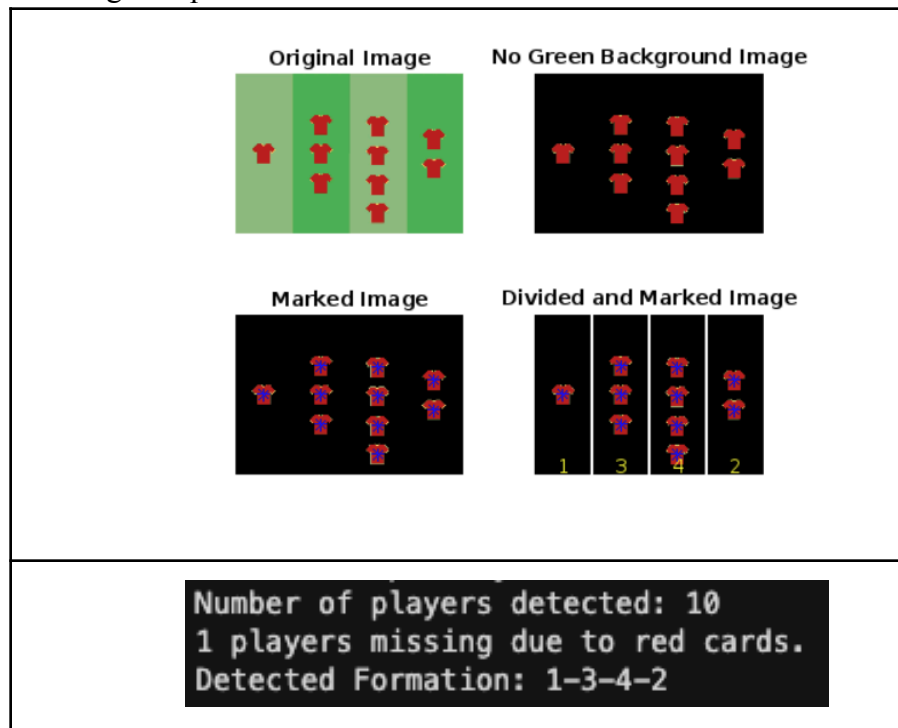 Original Image
No Green Background Image
Marked Image
Divided and Marked Image
1 3 4 2
Number of players detected: 10
1 players missing due to red cards.
Detected Formation: 1-3-4-2